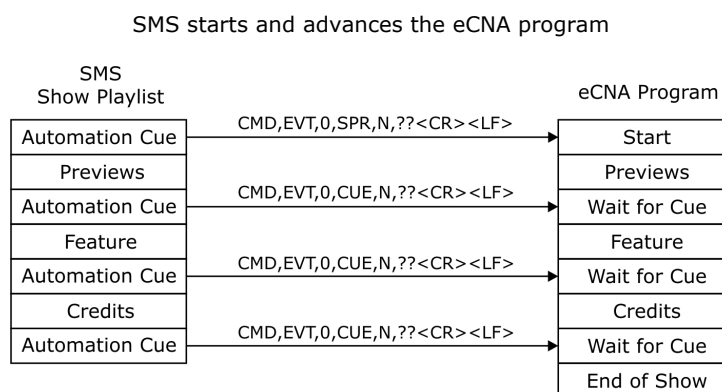 SMS starts and advances the eCNA program
SMS
Show Playlist
eCNA Program
Automation Cue
CMD,EVT,0,SPR,N,??<CR><LF>
Start
Previews
Previews
Automation Cue
CMD,EVT,0,CUE,N,??<CR><LF>
Wait for Cue
Feature
Feature
Automation Cue
CMD,EVT,0,CUE,N,??<CR><LF>
Wait for Cue
Credits
Credits
Automation Cue
CMD,EVT,0,CUE,N,??<CR><LF>
Wait for Cue
End of Show